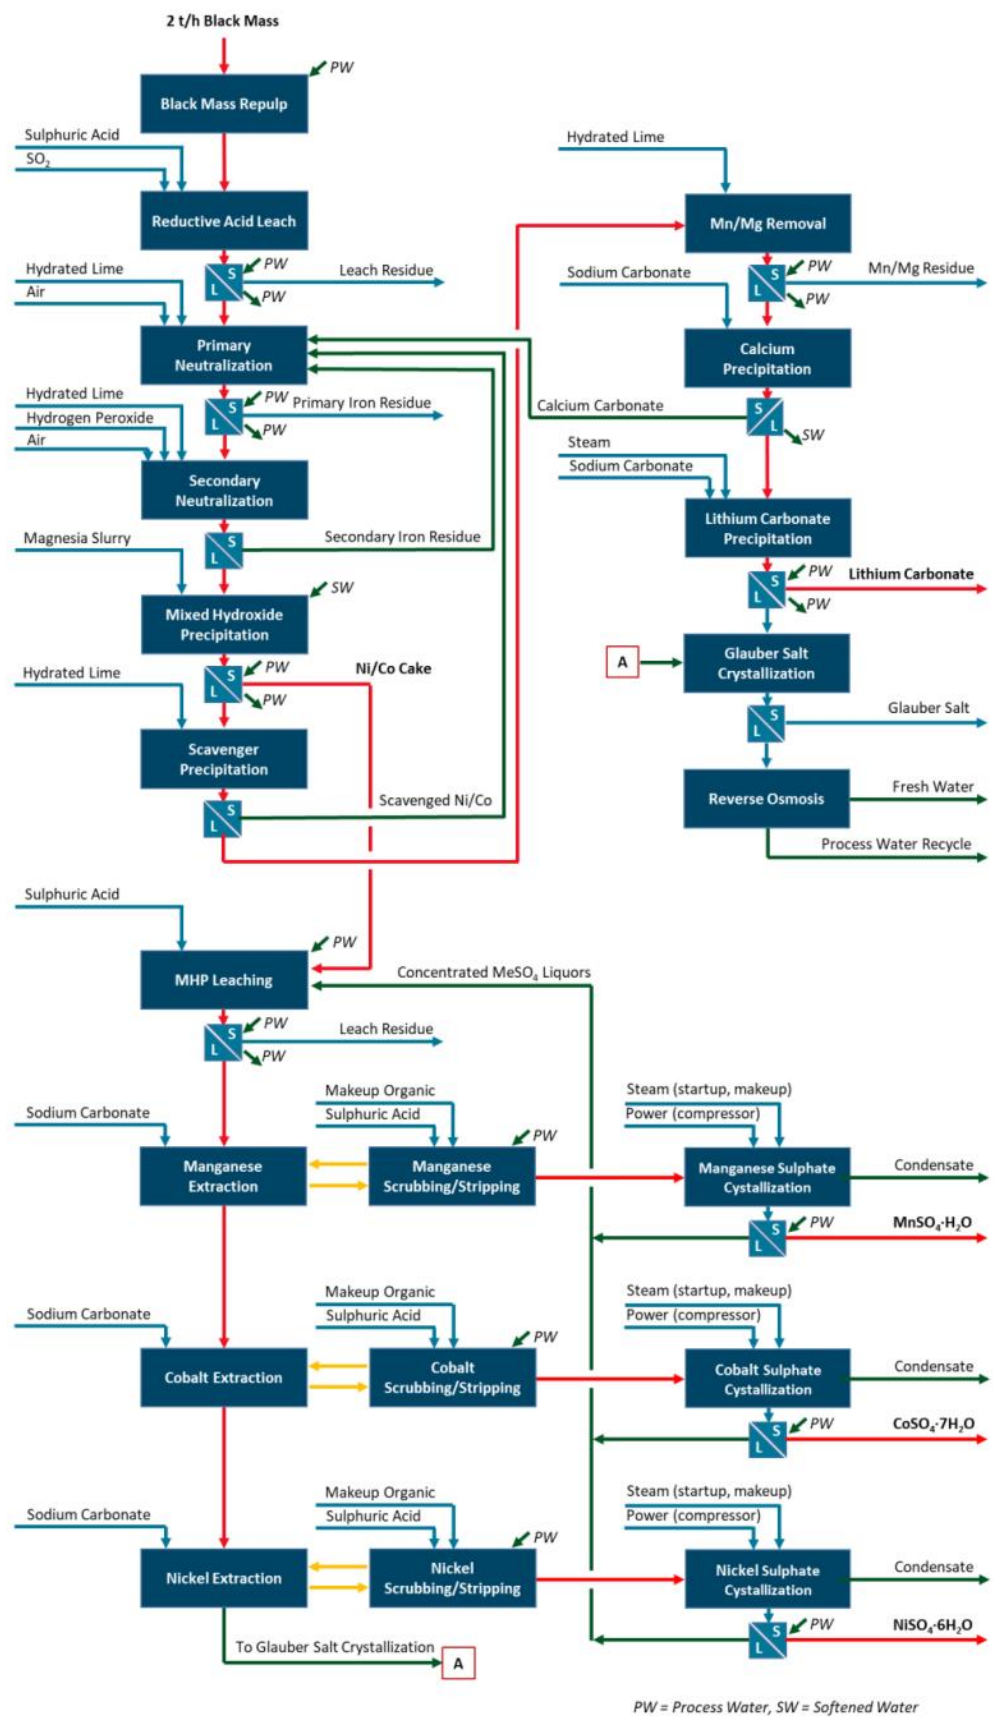 2 t/h Black Mass
PW
Black Mass Repulp
Sulphuric Acid
SO₂
Reductive Acid Leach
Hydrated Lime
Air
S
L
PW
PW
Leach Residue
Primary
Neutralization
Hydrated Lime
Hydrogen Peroxide
Air
S
L
PW
PW
Primary Iron Residue
Secondary
Neutralization
Magnesia Slurry
S
L
Secondary Iron Residue
SW
Mixed Hydroxide
Precipitation
Hydrated Lime
S
L
PW
PW
Ni/Co Cake
Scavenger
Precipitation
S
L
Scavenged Ni/Co
Hydrated Lime
Mn/Mg Removal
Sodium Carbonate
S
L
PW
PW
Mn/Mg Residue
Calcium
Precipitation
Calcium Carbonate
S
L
SW
Steam
Sodium Carbonate
Lithium Carbonate
Precipitation
S
L
PW
PW
Lithium Carbonate
A
Glauber Salt
Crystallization
S
L
Glauber Salt
Reverse Osmosis
Fresh Water
Process Water Recycle
Sulphuric Acid
PW
MHP Leaching
Concentrated MeSO₄ Liquors
S
L
PW
PW
Leach Residue
Sodium Carbonate
Manganese
Extraction
Makeup Organic
Sulphuric Acid
PW
Manganese
Scrubbing/Stripping
Steam (startup, makeup)
Power (compressor)
Manganese Sulphate
Cystallization
Condensate
S
L
PW
MnSO₄·H₂O
Sodium Carbonate
Cobalt Extraction
Makeup Organic
Sulphuric Acid
PW
Cobalt
Scrubbing/Stripping
Steam (startup, makeup)
Power (compressor)
Cobalt Sulphate
Cystallization
Condensate
S
L
PW
CoSO₄·7H₂O
Sodium Carbonate
Nickel Extraction
Makeup Organic
Sulphuric Acid
PW
Nickel
Scrubbing/Stripping
Steam (startup, makeup)
Power (compressor)
Nickel Sulphate
Cystallization
Condensate
S
L
PW
NiSO₄·6H₂O
To Glauber Salt Crystallization
A
PW = Process Water, SW = Softened Water